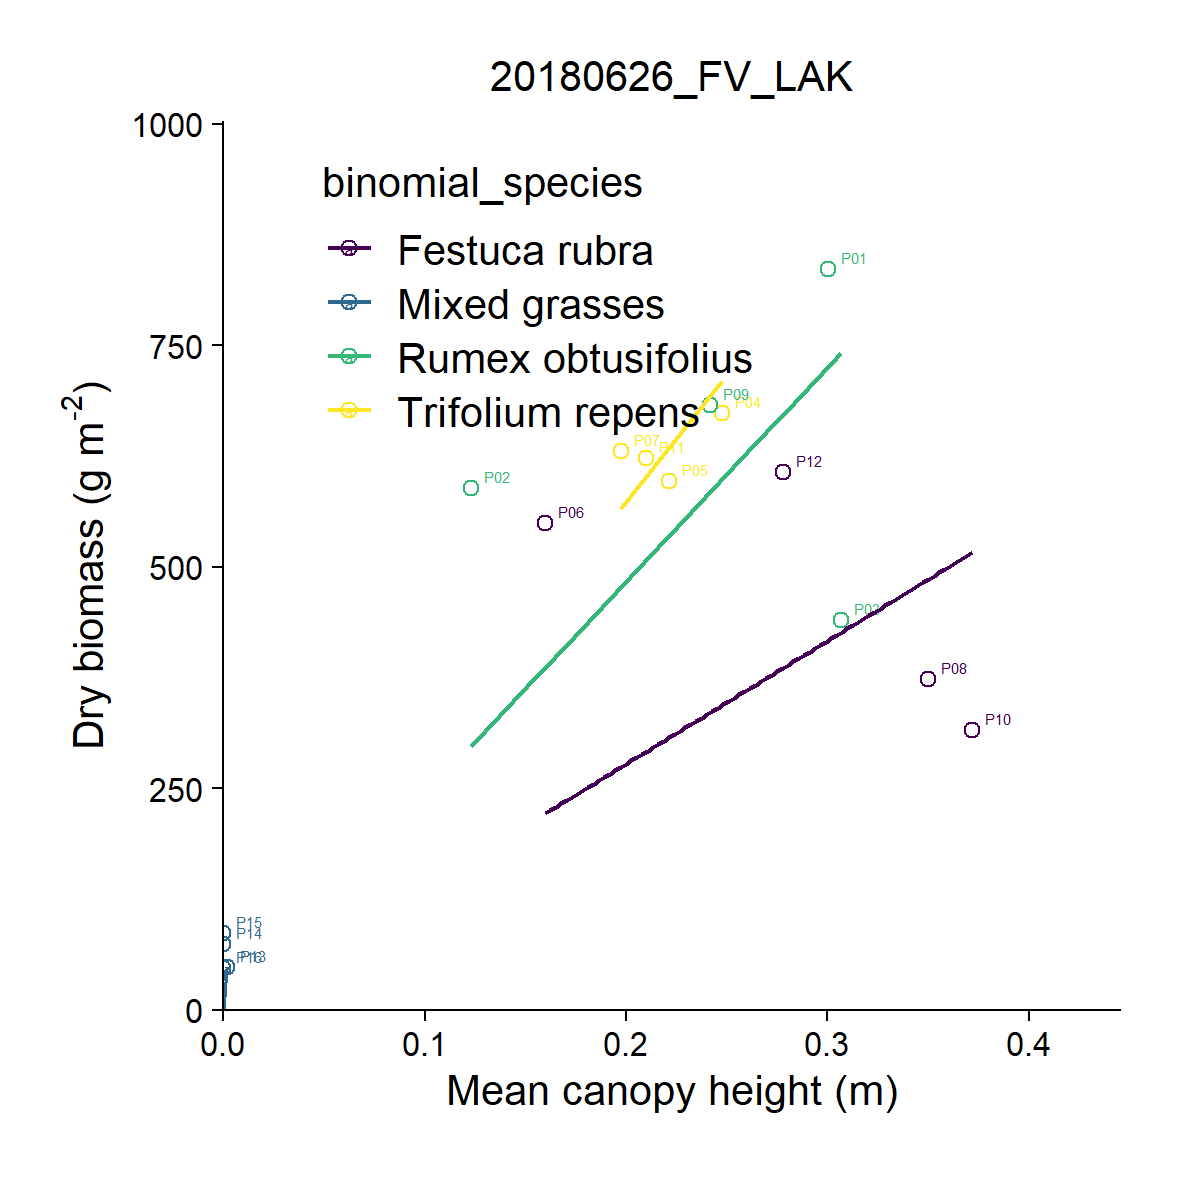 20180626_FV_LAK
1000
750
500
250
0
Dry biomass (g m⁻²)
binomial_species
Festuca rubra
Mixed grasses
Rumex obtusifolius
Trifolium repens
P01
P09
P04
P07
P11
P05
P12
P02
P06
P03
P08
P10
P15
P14
P16
P13
0.0
0.1
0.2
0.3
0.4
Mean canopy height (m)